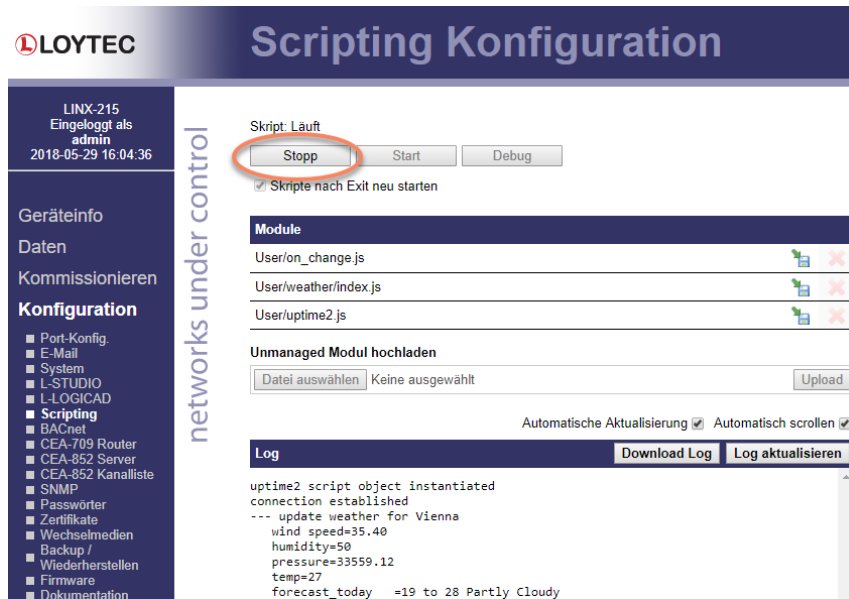 LOYTEC
Scripting Konfiguration
LINX-215
Eingeloggt als
admin
2018-05-29 16:04:36
Geräteinfo
Daten
Kommissionieren
Konfiguration
Port-Konfig.
E-Mail
System
L-STUDIO
L-LOGICAD
Scripting
BACnet
CEA-709 Router
CEA-852 Server
CEA-852 Kanalliste
SNMP
Passwörter
Zertifikate
Wechselmedien
Backup /
Wiederherstellen
Firmware
Dokumentation
networks under control
Skript: Läuft
Stopp Start Debug
Skripte nach Exit neu starten
Module
User/on_change.js
User/weather/index.js
User/uptime2.js
Unmanaged Modul hochladen
Datei auswählen Keine ausgewählt Upload
Automatische Aktualisierung Automatisch scrollen
Log Download Log Log aktualisieren
uptime2 script object instantiated
connection established
--- update weather for Vienna
wind speed=35.40
humidity=50
pressure=33559.12
temp=27
forecast_today =19 to 28 Partly Cloudy